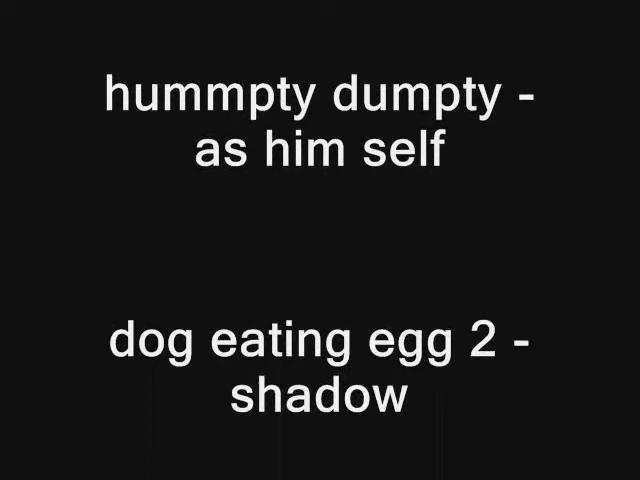 hummpty dumpty -
as him self
dog eating egg 2 -
shadow